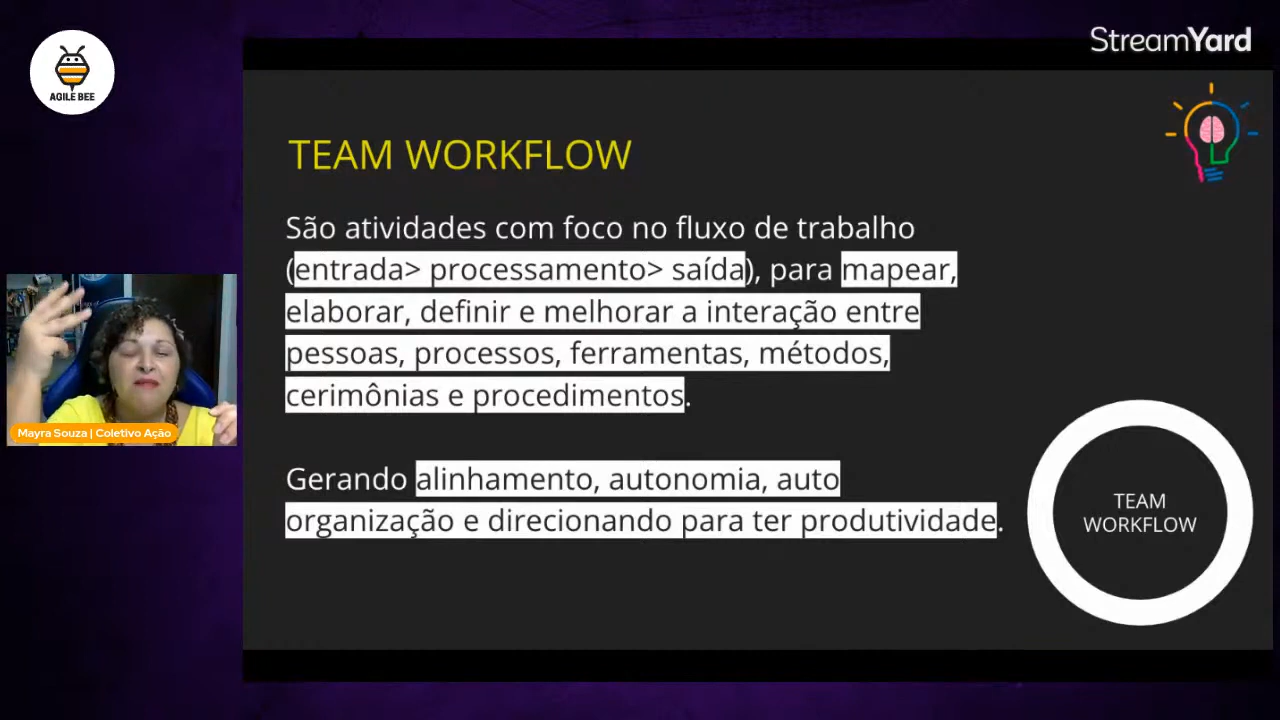 AGILE BEE
StreamYard
TEAM WORKFLOW
São atividades com foco no fluxo de trabalho
(entrada> processamento> saída), para mapear,
elaborar, definir e melhorar a interação entre
pessoas, processos, ferramentas, métodos,
cerimônias e procedimentos.
Gerando alinhamento, autonomia, auto
organização e direcionando para ter produtividade.
TEAM
WORKFLOW
Mayra Souza | Coletivo Ação